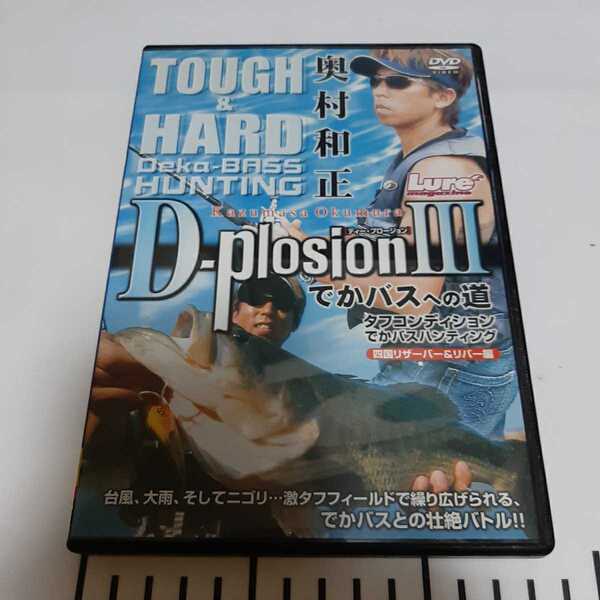 DVD
VIDEO
TOUGH
&
HARD
Deka-BASS
HUNTING
奥村和正
の
Lure
magazine
Kazumasa Okumura
D-plosion III
ディー・プロージョン
でかバスへの道
タフコンディション
でかバスハンティング
四国リザーバー&リバー編
台風、大雨、そしてニゴリ…激タフフィールドで繰り広げられる、
でかバスとの壮絶バトル!!